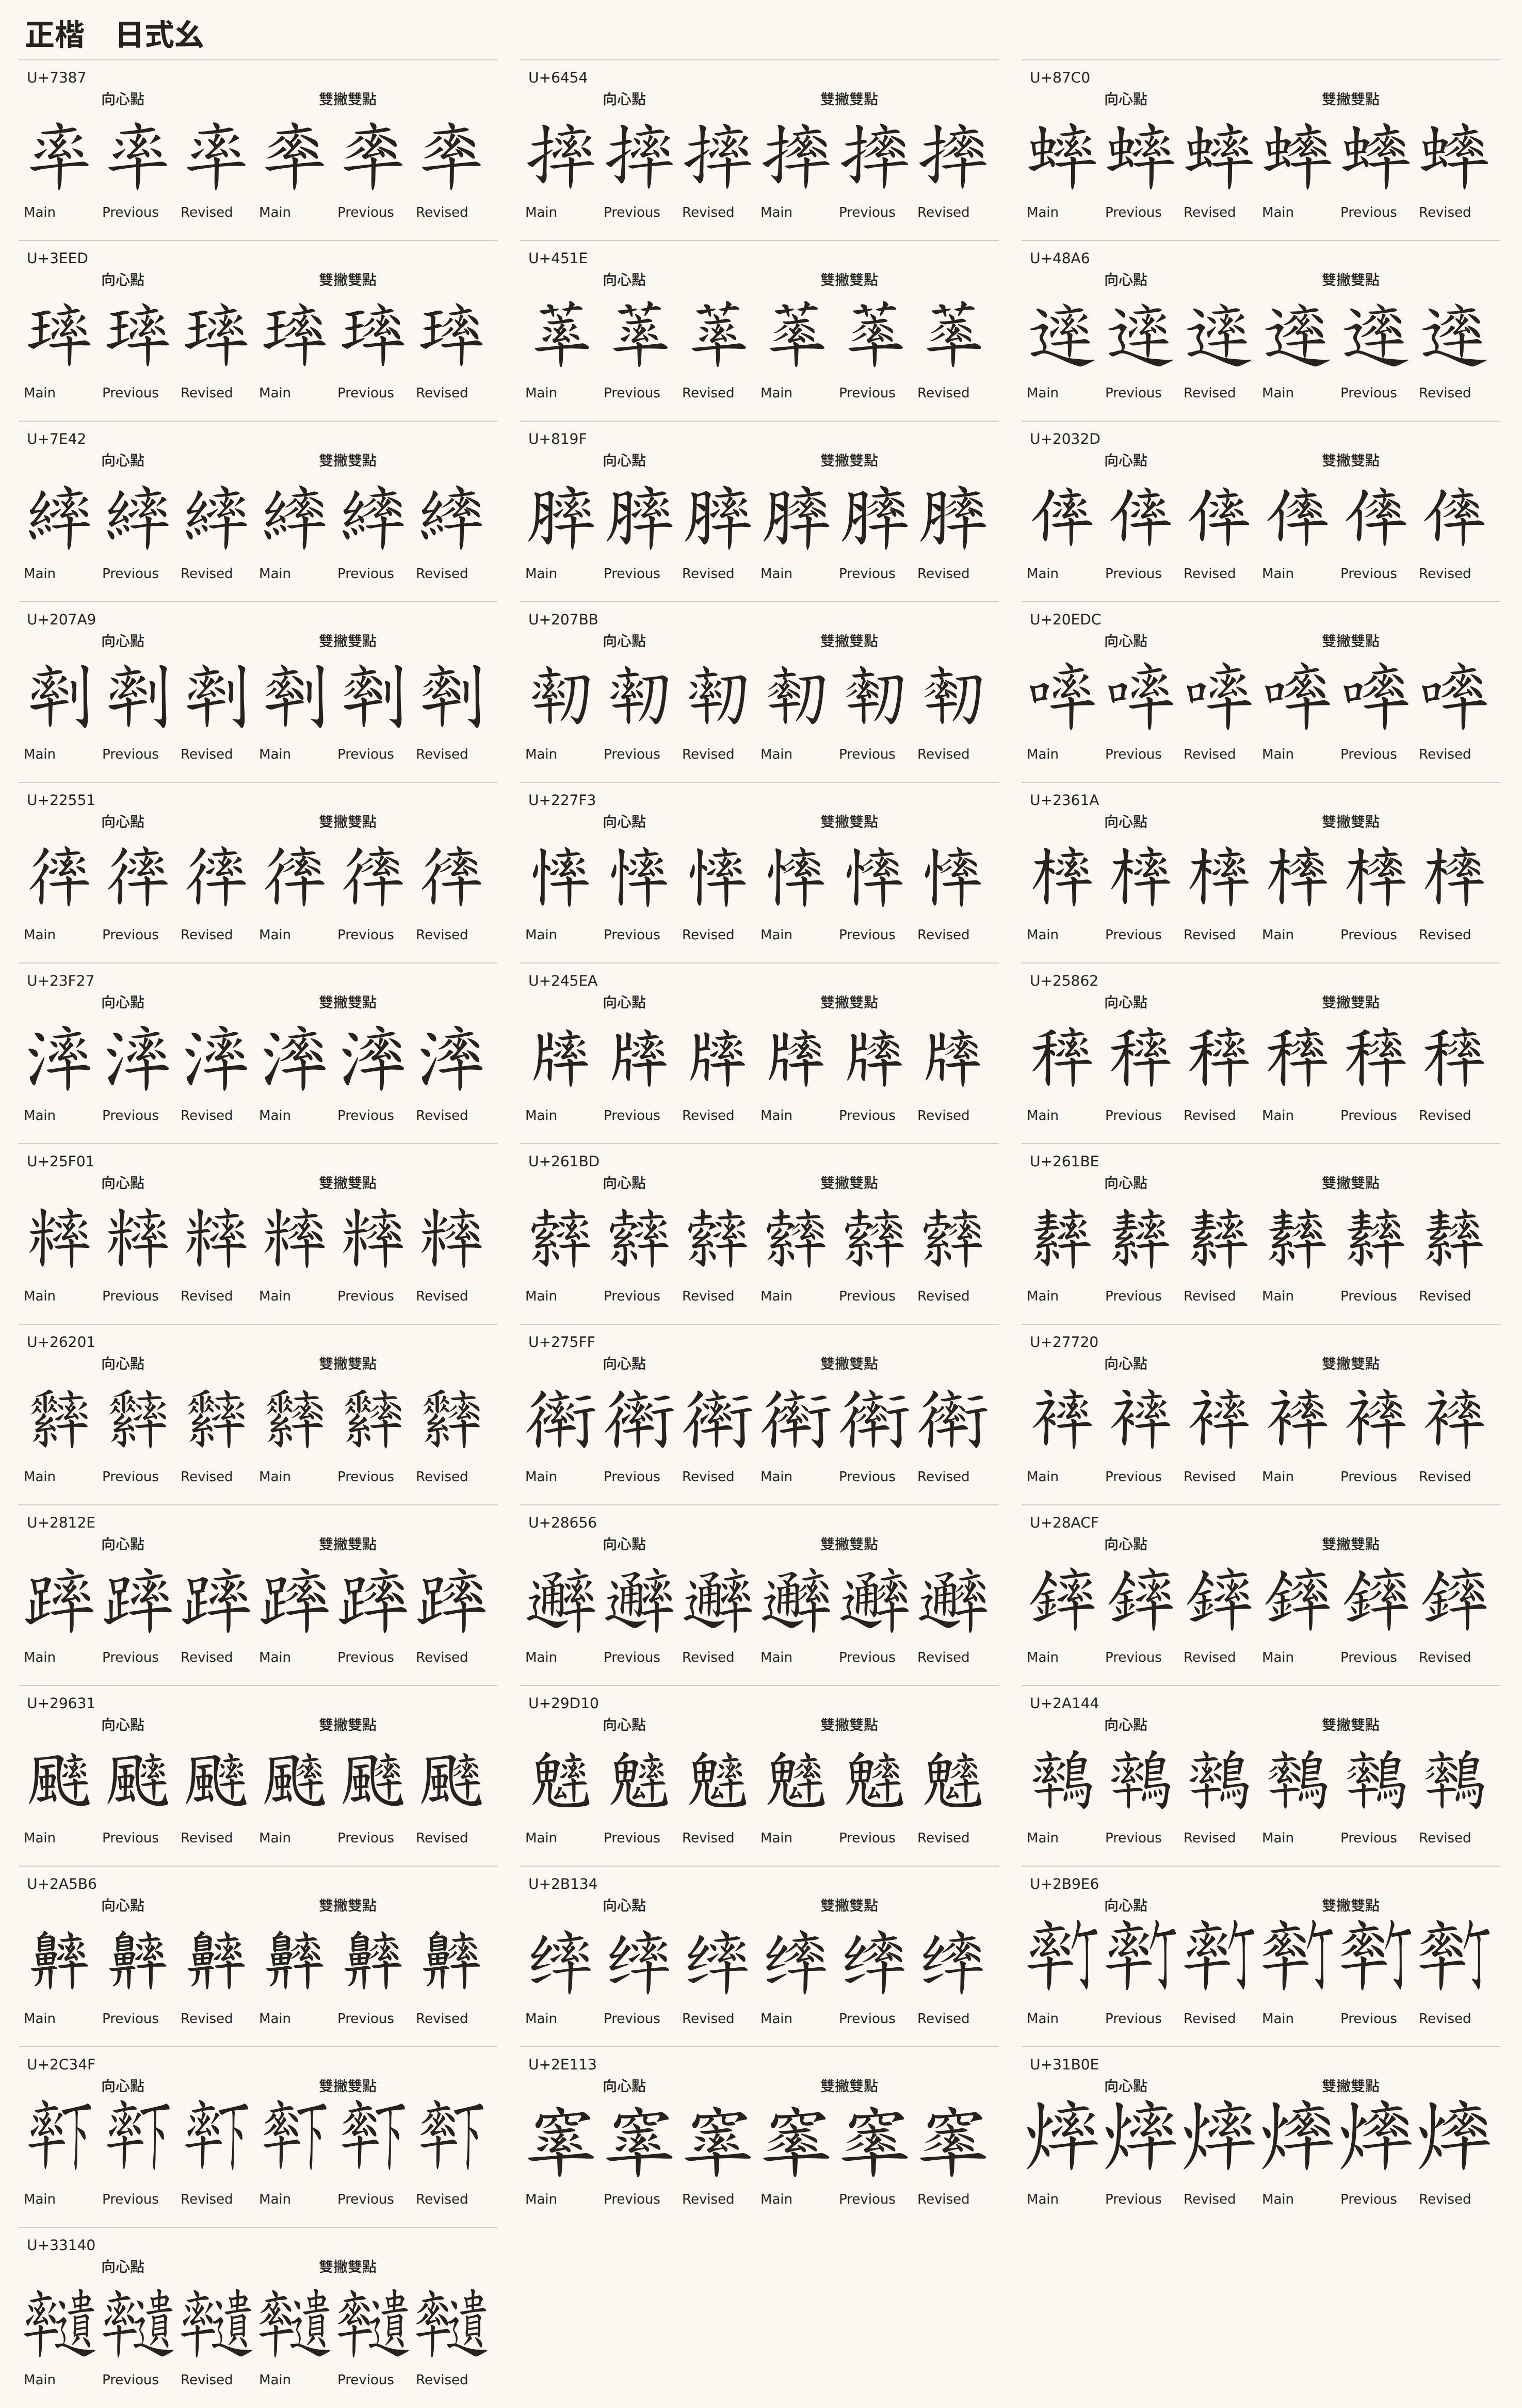 正楷 日式幺
U+7387
向心點 雙撇雙點
率 率 率 率 率 率
Main Previous Revised Main Previous Revised
U+6454
向心點 雙撇雙點
摔 摔 摔 摔 摔 摔
Main Previous Revised Main Previous Revised
U+87C0
向心點 雙撇雙點
蟀 蟀 蟀 蟀 蟀 蟀
Main Previous Revised Main Previous Revised
U+3EED
向心點 雙撇雙點
㻭 㻭 㻭 㻭 㻭 㻭
Main Previous Revised Main Previous Revised
U+451E
向心點 雙撇雙點
䔞 䔞 䔞 䔞 䔞 䔞
Main Previous Revised Main Previous Revised
U+48A6
向心點 雙撇雙點
䢦 䢦 䢦 䢦 䢦 䢦
Main Previous Revised Main Previous Revised
U+7E42
向心點 雙撇雙點
繂 繂 繂 繂 繂 繂
Main Previous Revised Main Previous Revised
U+819F
向心點 雙撇雙點
膟 膟 膟 膟 膟 膟
Main Previous Revised Main Previous Revised
U+2032D
向心點 雙撇雙點
𠌭 𠌭 𠌭 𠌭 𠌭 𠌭
Main Previous Revised Main Previous Revised
U+207A9
向心點 雙撇雙點
𠞩 𠞩 𠞩 𠞩 𠞩 𠞩
Main Previous Revised Main Previous Revised
U+207BB
向心點 雙撇雙點
𠞻 𠞻 𠞻 𠞻 𠞻 𠞻
Main Previous Revised Main Previous Revised
U+20EDC
向心點 雙撇雙點
𠻜 𠻜 𠻜 𠻜 𠻜 𠻜
Main Previous Revised Main Previous Revised
U+22551
向心點 雙撇雙點
𢕑 𢕑 𢕑 𢕑 𢕑 𢕑
Main Previous Revised Main Previous Revised
U+227F3
向心點 雙撇雙點
𢟳 𢟳 𢟳 𢟳 𢟳 𢟳
Main Previous Revised Main Previous Revised
U+2361A
向心點 雙撇雙點
𣘚 𣘚 𣘚 𣘚 𣘚 𣘚
Main Previous Revised Main Previous Revised
U+23F27
向心點 雙撇雙點
𣼧 𣼧 𣼧 𣼧 𣼧 𣼧
Main Previous Revised Main Previous Revised
U+245EA
向心點 雙撇雙點
𤗪 𤗪 𤗪 𤗪 𤗪 𤗪
Main Previous Revised Main Previous Revised
U+25862
向心點 雙撇雙點
𥡢 𥡢 𥡢 𥡢 𥡢 𥡢
Main Previous Revised Main Previous Revised
U+25F01
向心點 雙撇雙點
𥼁 𥼁 𥼁 𥼁 𥼁 𥼁
Main Previous Revised Main Previous Revised
U+261BD
向心點 雙撇雙點
𦆽 𦆽 𦆽 𦆽 𦆽 𦆽
Main Previous Revised Main Previous Revised
U+261BE
向心點 雙撇雙點
𦆾 𦆾 𦆾 𦆾 𦆾 𦆾
Main Previous Revised Main Previous Revised
U+26201
向心點 雙撇雙點
𦈁 𦈁 𦈁 𦈁 𦈁 𦈁
Main Previous Revised Main Previous Revised
U+275FF
向心點 雙撇雙點
𧗿 𧗿 𧗿 𧗿 𧗿 𧗿
Main Previous Revised Main Previous Revised
U+27720
向心點 雙撇雙點
𧜠 𧜠 𧜠 𧜠 𧜠 𧜠
Main Previous Revised Main Previous Revised
U+2812E
向心點 雙撇雙點
𨄮 𨄮 𨄮 𨄮 𨄮 𨄮
Main Previous Revised Main Previous Revised
U+28656
向心點 雙撇雙點
𨙖 𨙖 𨙖 𨙖 𨙖 𨙖
Main Previous Revised Main Previous Revised
U+28ACF
向心點 雙撇雙點
𨫏 𨫏 𨫏 𨫏 𨫏 𨫏
Main Previous Revised Main Previous Revised
U+29631
向心點 雙撇雙點
𩘱 𩘱 𩘱 𩘱 𩘱 𩘱
Main Previous Revised Main Previous Revised
U+29D10
向心點 雙撇雙點
𩴐 𩴐 𩴐 𩴐 𩴐 𩴐
Main Previous Revised Main Previous Revised
U+2A144
向心點 雙撇雙點
𪅄 𪅄 𪅄 𪅄 𪅄 𪅄
Main Previous Revised Main Previous Revised
U+2A5B6
向心點 雙撇雙點
𪖶 𪖶 𪖶 𪖶 𪖶 𪖶
Main Previous Revised Main Previous Revised
U+2B134
向心點 雙撇雙點
𫄴 𫄴 𫄴 𫄴 𫄴 𫄴
Main Previous Revised Main Previous Revised
U+2B9E6
向心點 雙撇雙點
𫧦 𫧦 𫧦 𫧦 𫧦 𫧦
Main Previous Revised Main Previous Revised
U+2C34F
向心點 雙撇雙點
𬍏 𬍏 𬍏 𬍏 𬍏 𬍏
Main Previous Revised Main Previous Revised
U+2E113
向心點 雙撇雙點
𮄓 𮄓 𮄓 𮄓 𮄓 𮄓
Main Previous Revised Main Previous Revised
U+31B0E
向心點 雙撇雙點
𱬎 𱬎 𱬎 𱬎 𱬎 𱬎
Main Previous Revised Main Previous Revised
U+33140
向心點 雙撇雙點
𳅀 𳅀 𳅀 𳅀 𳅀 𳅀
Main Previous Revised Main Previous Revised